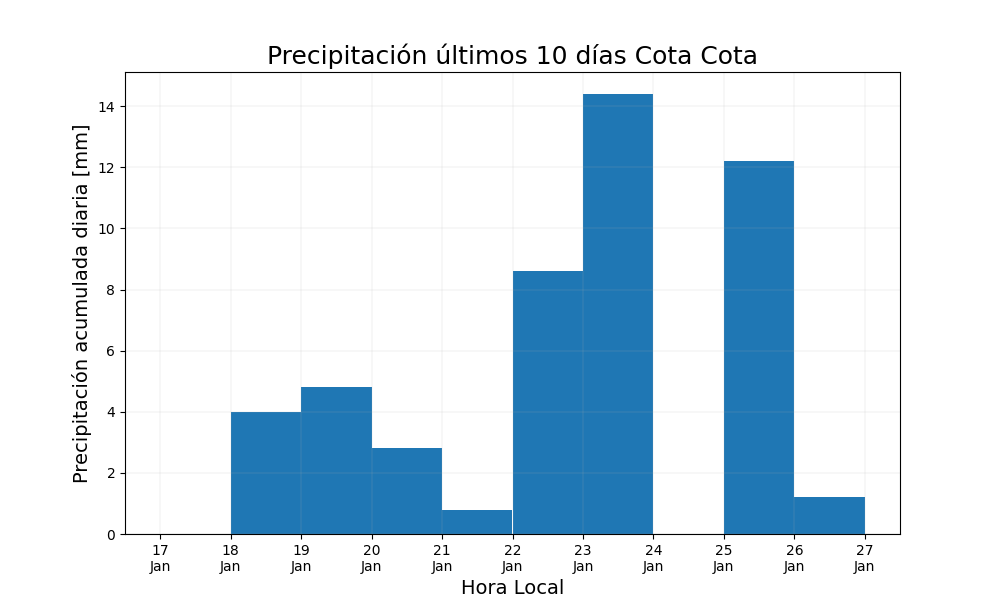 Precipitación últimos 10 días Cota Cota
Precipitación acumulada diaria [mm]
14
12
10
8
6
4
2
0
17 18 19 20 21 22 23 24 25 26 27
Jan Jan Jan Jan Jan Jan Jan Jan Jan Jan Jan
Hora Local